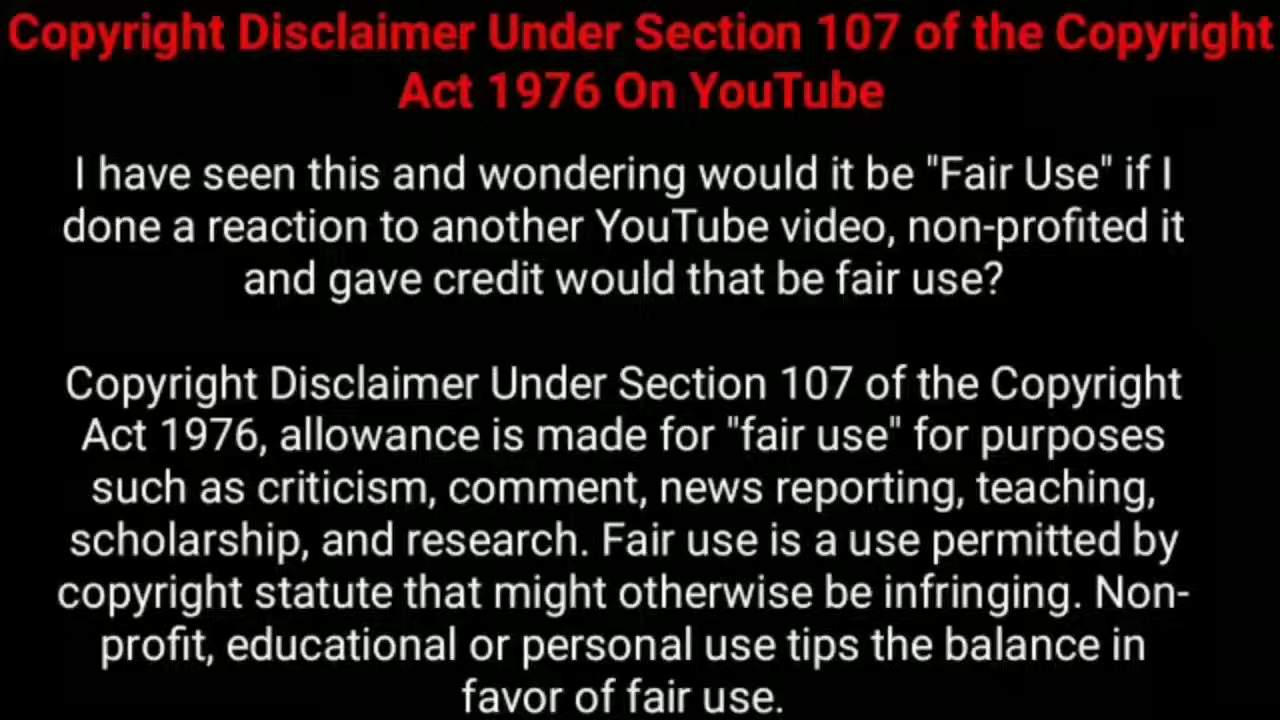 Copyright Disclaimer Under Section 107 of the Copyright
Act 1976 On YouTube
I have seen this and wondering would it be "Fair Use" if I
done a reaction to another YouTube video, non-profited it
and gave credit would that be fair use?
Copyright Disclaimer Under Section 107 of the Copyright
Act 1976, allowance is made for "fair use" for purposes
such as criticism, comment, news reporting, teaching,
scholarship, and research. Fair use is a use permitted by
copyright statute that might otherwise be infringing. Non-
profit, educational or personal use tips the balance in
favor of fair use.